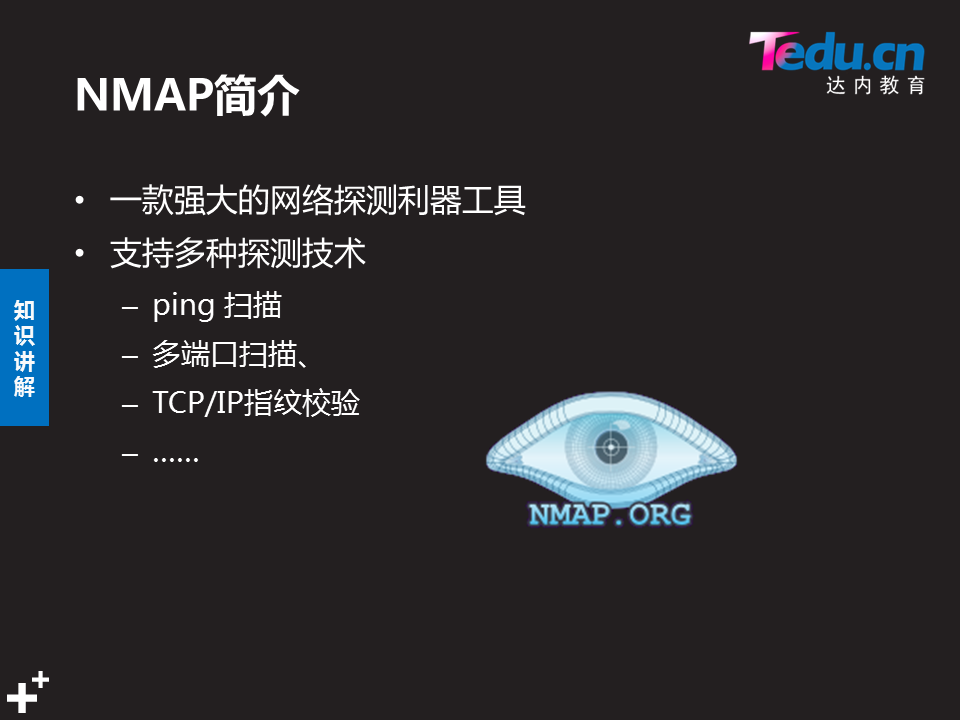 Tedu.cn
达内教育
NMAP简介
• 一款强大的网络探测利器工具
• 支持多种探测技术
– ping 扫描
– 多端口扫描、
– TCP/IP指纹校验
– ……
知识讲解
NMAP.ORG